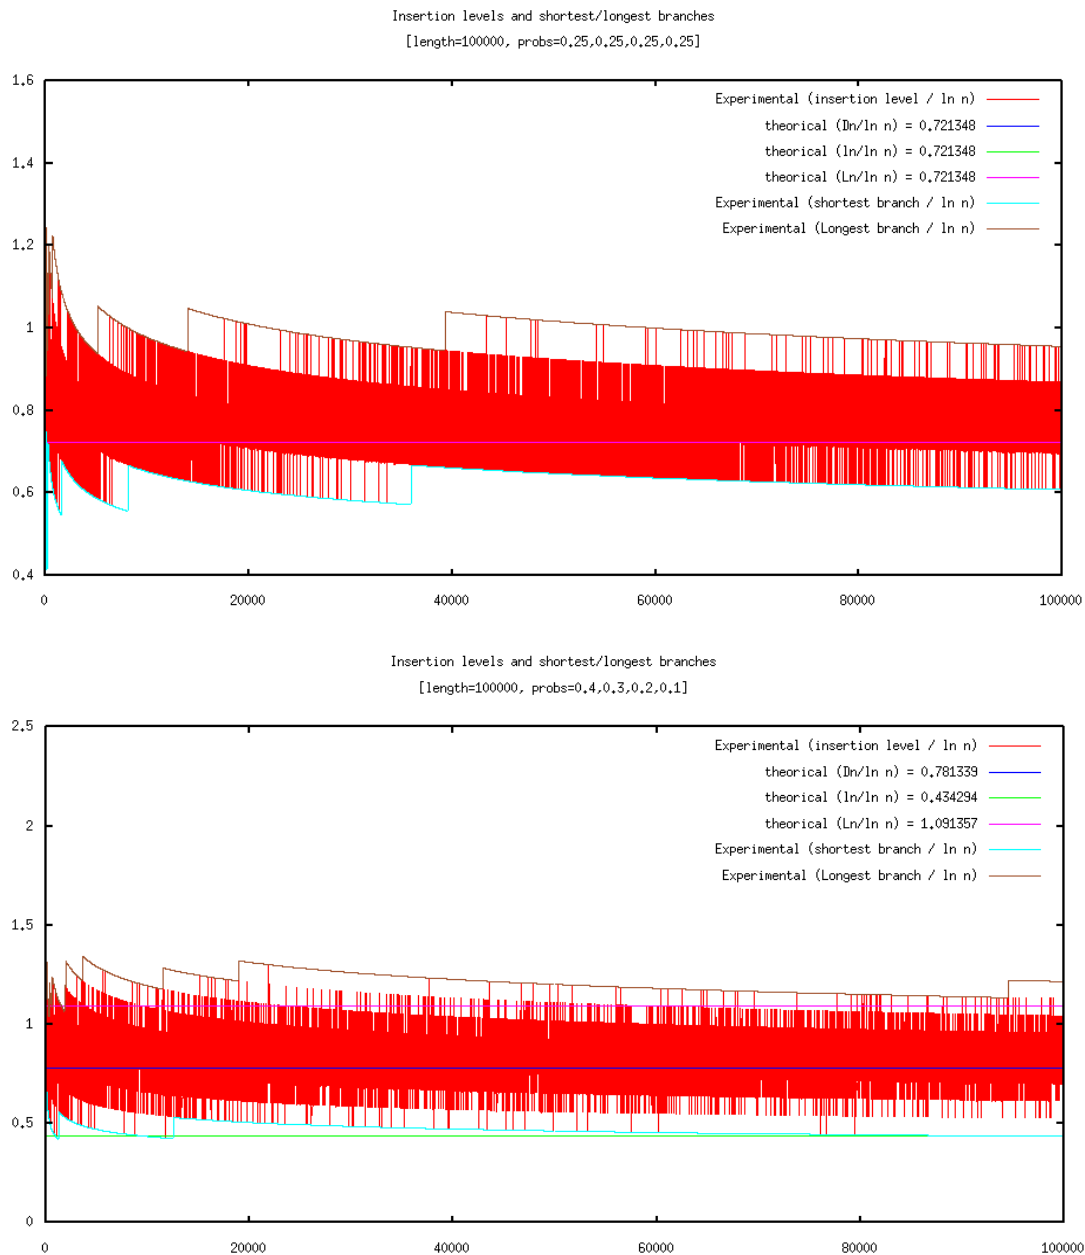 Insertion levels and shortest/longest branches
[length=100000, probs=0.25,0.25,0.25,0.25]
1.6
1.4
1.2
1
0.8
0.6
0.4
Experimental (insertion level / ln n)
theorical (Dn/ln n) = 0.721348
theorical (ln/ln n) = 0.721348
theorical (Ln/ln n) = 0.721348
Experimental (shortest branch / ln n)
Experimental (Longest branch / ln n)
0 20000 40000 60000 80000 100000
Insertion levels and shortest/longest branches
[length=100000, probs=0.4,0.3,0.2,0.1]
2.5
2
1.5
1
0.5
0
Experimental (insertion level / ln n)
theorical (Dn/ln n) = 0.781339
theorical (ln/ln n) = 0.434294
theorical (Ln/ln n) = 1.091357
Experimental (shortest branch / ln n)
Experimental (Longest branch / ln n)
0 20000 40000 60000 80000 100000